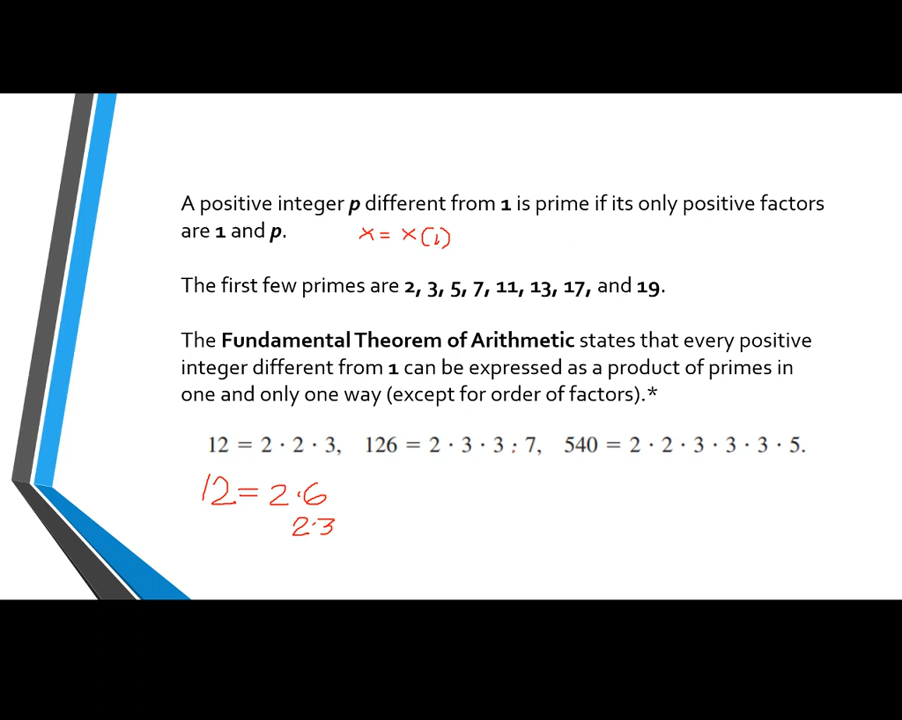 A positive integer p different from 1 is prime if its only positive factors
are 1 and p.
x = x(1)
The first few primes are 2, 3, 5, 7, 11, 13, 17, and 19.
The Fundamental Theorem of Arithmetic states that every positive
integer different from 1 can be expressed as a product of primes in
one and only one way (except for order of factors).*
12 = 2 · 2 · 3, 126 = 2 · 3 · 3 · 7, 540 = 2 · 2 · 3 · 3 · 3 · 5.
12 = 2·6
2·3